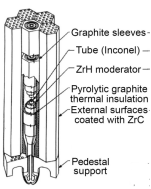 Graphite sleeves
Tube (Inconel)
ZrH moderator
Pyrolytic graphite
thermal insulation
External surfaces
coated with ZrC
Pedestal
support